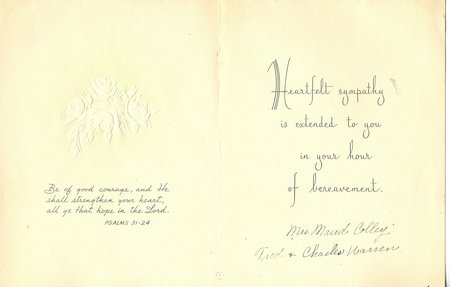 Be of good courage, and He
shall strengthen your heart,
all ye that hope in the Lord.
PSALMS 31-24
Heartfelt sympathy
is extended to you
in your hour
of bereavement.
Mrs. Maud Colley
Ted. & Charles Warren